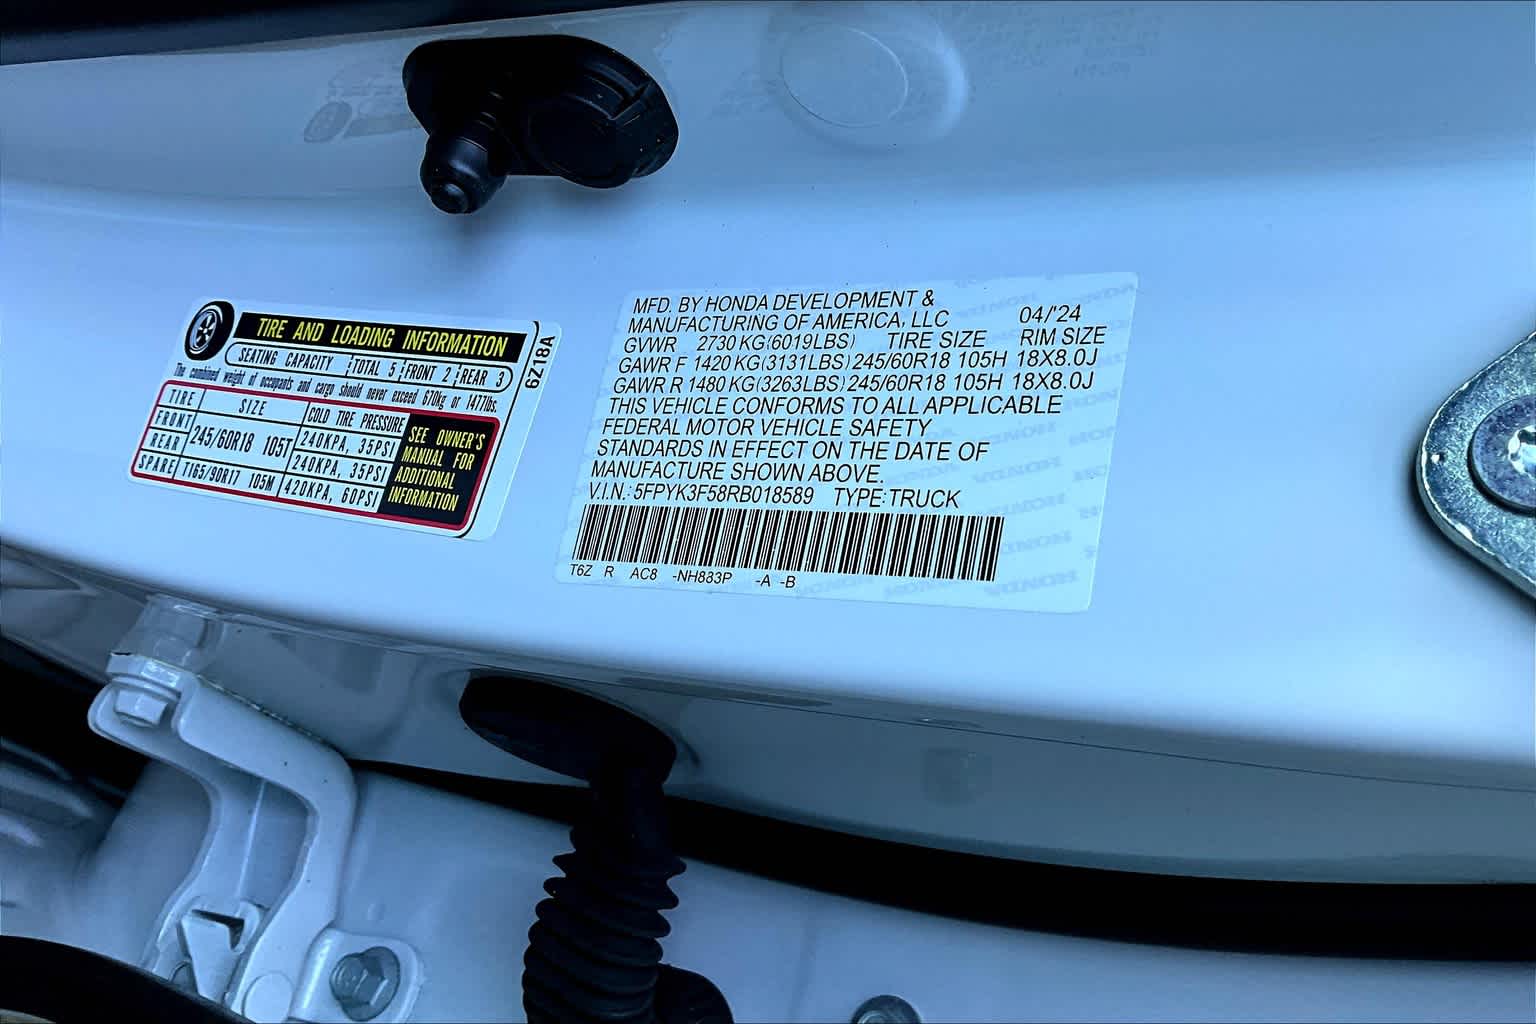 TIRE AND LOADING INFORMATION
SEATING CAPACITY TOTAL 5 FRONT 2 REAR 3
The combined weight of occupants and cargo should never exceed 670kg or 1477lbs.
TIRE SIZE COLD TIRE PRESSURE
FRONT 245/60R18 105T 240KPA, 35PSI
REAR 240KPA, 35PSI
SPARE T165/90R17 105M 420KPA, 60PSI
SEE OWNER'S
MANUAL FOR
ADDITIONAL
INFORMATION
6Z18A
MFD. BY HONDA DEVELOPMENT &
MANUFACTURING OF AMERICA, LLC 04/'24
GVWR 2730 KG(6019LBS) TIRE SIZE RIM SIZE
GAWR F 1420 KG(3131LBS) 245/60R18 105H 18X8.0J
GAWR R 1480 KG(3263LBS) 245/60R18 105H 18X8.0J
THIS VEHICLE CONFORMS TO ALL APPLICABLE
FEDERAL MOTOR VEHICLE SAFETY
STANDARDS IN EFFECT ON THE DATE OF
MANUFACTURE SHOWN ABOVE.
V.I.N.: 5FPYK3F58RB018589 TYPE:TRUCK
T6Z R AC8 -NH883P -A -B